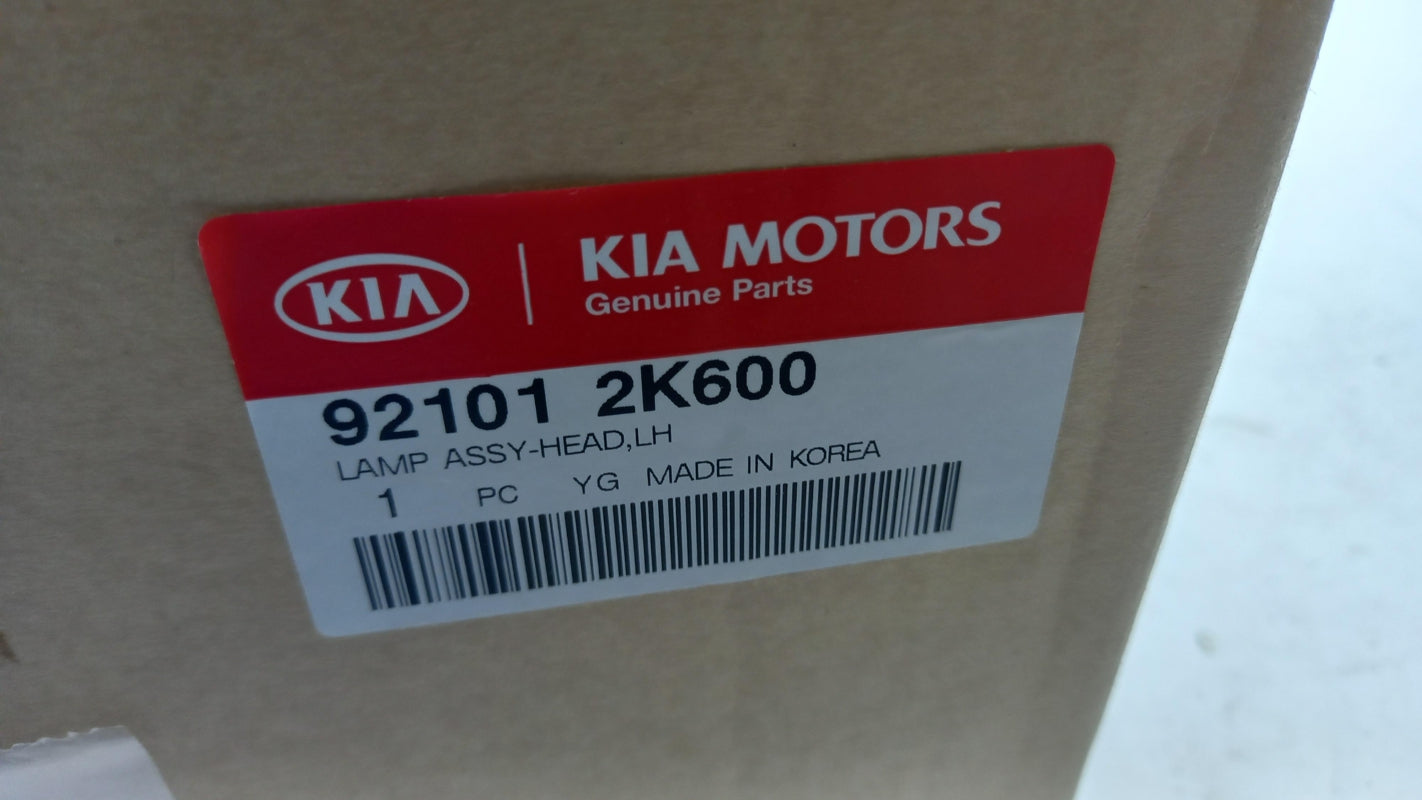 KIA
KIA MOTORS
Genuine Parts
92101 2K600
LAMP ASSY-HEAD,LH
1 PC YG MADE IN KOREA